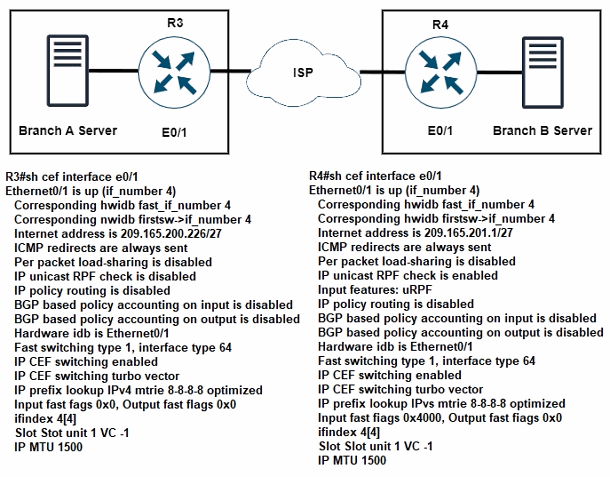 R3
R4
ISP
Branch A Server
E0/1
E0/1
Branch B Server
R3#sh cef interface e0/1
Ethernet0/1 is up (if_number 4)
Corresponding hwidb fast_if_number 4
Corresponding nwidb firstsw->if_number 4
Internet address is 209.165.200.226/27
ICMP redirects are always sent
Per packet load-sharing is disabled
IP unicast RPF check is disabled
IP policy routing is disabled
BGP based policy accounting on input is disabled
BGP based policy accounting on output is disabled
Hardware idb is Ethernet0/1
Fast switching type 1, interface type 64
IP CEF switching enabled
IP CEF switching turbo vector
IP prefix lookup IPv4 mtrie 8-8-8-8 optimized
Input fast fags 0x0, Output fast flags 0x0
ifindex 4[4]
Slot Stot unit 1 VC -1
IP MTU 1500
R4#sh cef interface e0/1
Ethernet0/1 is up (if_number 4)
Corresponding hwidb fast_if_number 4
Corresponding hwidb firstsw->if_number 4
Internet address is 209.165.201.1/27
ICMP redirects are always sent
Per packet load-sharing is disabled
IP unicast RPF check is enabled
Input features: uRPF
IP policy routing is disabled
BGP based policy accounting on input is disabled
BGP based policy accounting on output is disabled
Hardware idb is Ethernet0/1
Fast switching type 1, interface type 64
IP CEF switching enabled
IP CEF switching turbo vector
IP prefix lookup IPvs mtrie 8-8-8-8 optimized
Input fast fiags 0x4000, Output fast fiags 0x0
ifindex 4[4]
Slot Slot unit 1 VC -1
IP MTU 1500